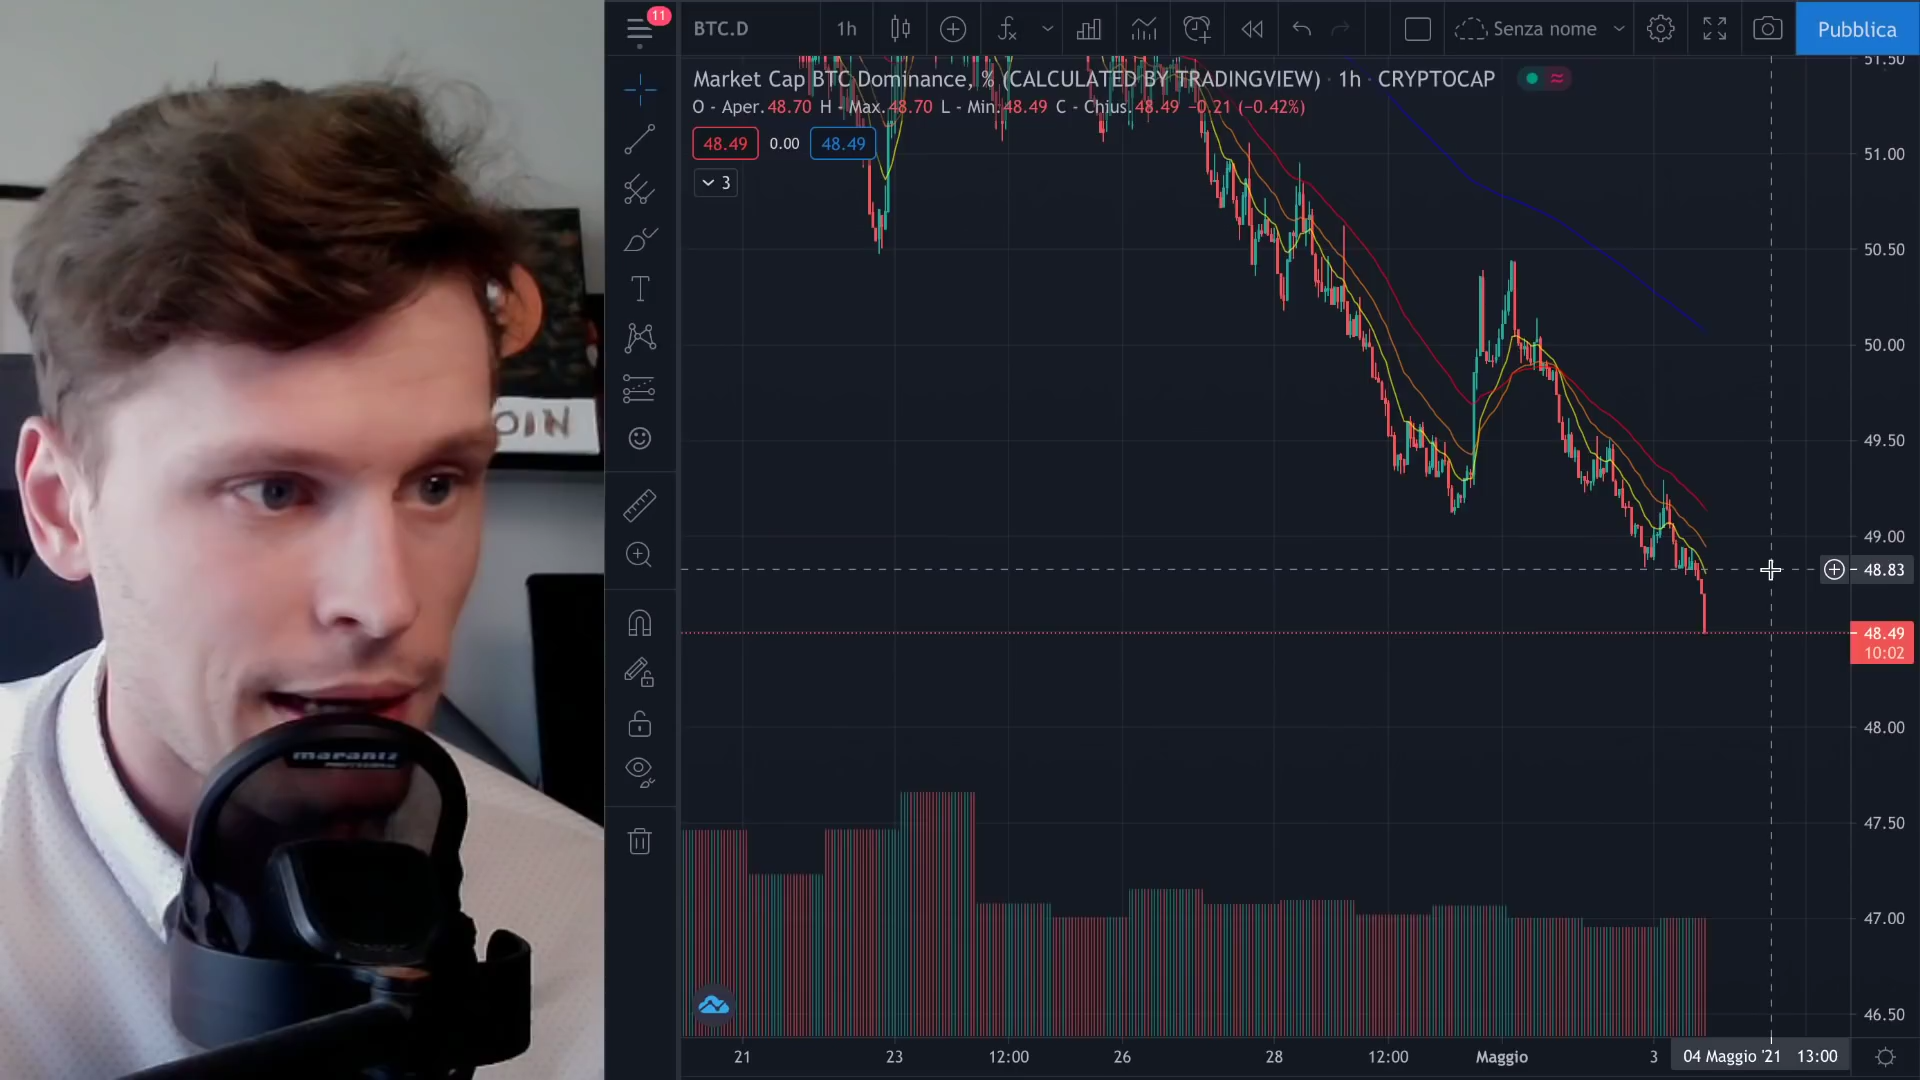 11
BTC.D
1h
Senza nome
Pubblica
Market Cap BTC Dominance, % (CALCULATED BY TRADINGVIEW) · 1h · CRYPTOCAP
O - Aper.48.70 H - Max.48.70 L - Min.48.49 C - Chius.48.49 −0.21 (−0.42%)
48.49 0.00 48.49
3
51.50
51.00
50.50
50.00
49.50
49.00
48.83
48.49
10:02
48.00
47.50
47.00
46.50
21 23 12:00 26 28 12:00 Maggio 3 04 Maggio '21 13:00
OIN
marantz
PROFESSIONAL